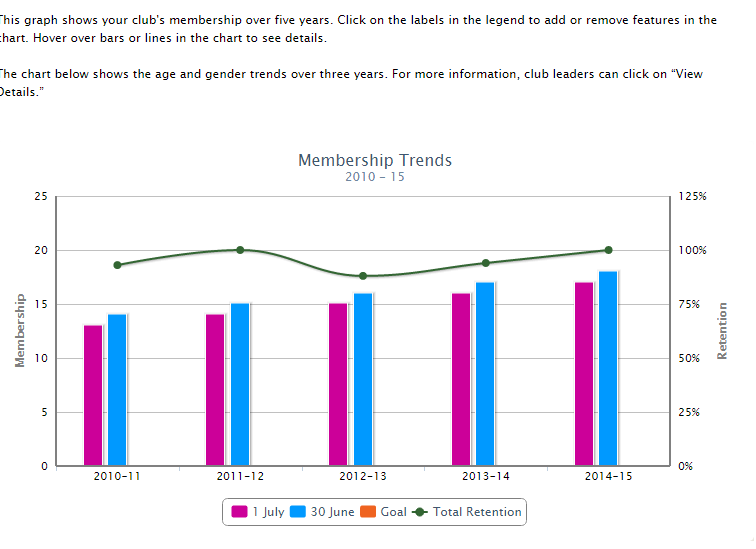 This graph shows your club's membership over five years. Click on the labels in the legend to add or remove features in the
chart. Hover over bars or lines in the chart to see details.
The chart below shows the age and gender trends over three years. For more information, club leaders can click on “View
Details.”
Membership Trends
2010 - 15
25
20
15
10
5
0
Membership
125%
100%
75%
50%
25%
0%
Retention
2010-11
2011-12
2012-13
2013-14
2014-15
1 July
30 June
Goal
Total Retention